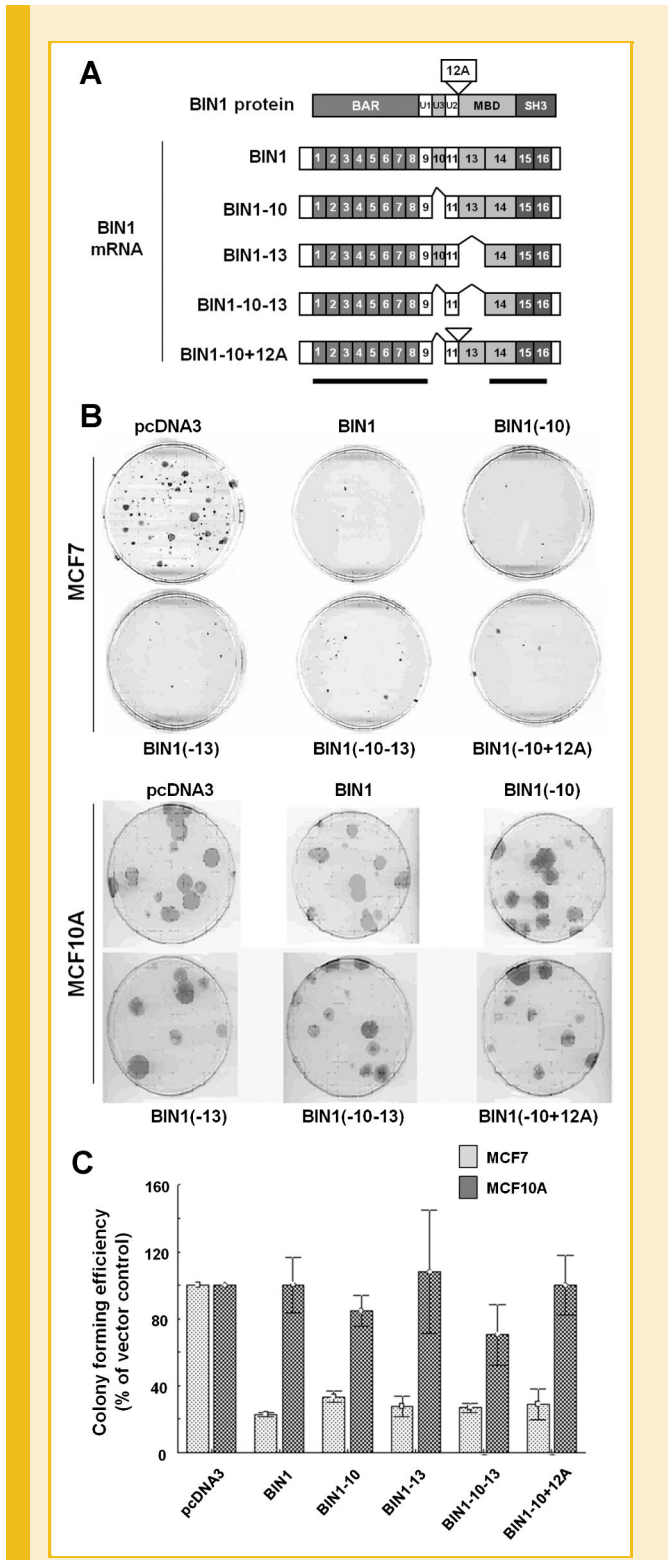 A
12A
BIN1 protein
BAR U1 U3 U2 MBD SH3
BIN1 mRNA
BIN1
1 2 3 4 5 6 7 8 9 10 11 13 14 15 16
BIN1-10
1 2 3 4 5 6 7 8 9 11 13 14 15 16
BIN1-13
1 2 3 4 5 6 7 8 9 10 11 14 15 16
BIN1-10-13
1 2 3 4 5 6 7 8 9 11 14 15 16
BIN1-10+12A
1 2 3 4 5 6 7 8 9 11 13 14 15 16
B
pcDNA3 BIN1 BIN1(-10)
MCF7
BIN1(-13) BIN1(-10-13) BIN1(-10+12A)
pcDNA3 BIN1 BIN1(-10)
MCF10A
BIN1(-13) BIN1(-10-13) BIN1(-10+12A)
C
MCF7
MCF10A
Colony forming efficiency
(% of vector control)
160
120
80
40
0
pcDNA3 BIN1 BIN1-10 BIN1-13 BIN1-10-13 BIN1-10+12A